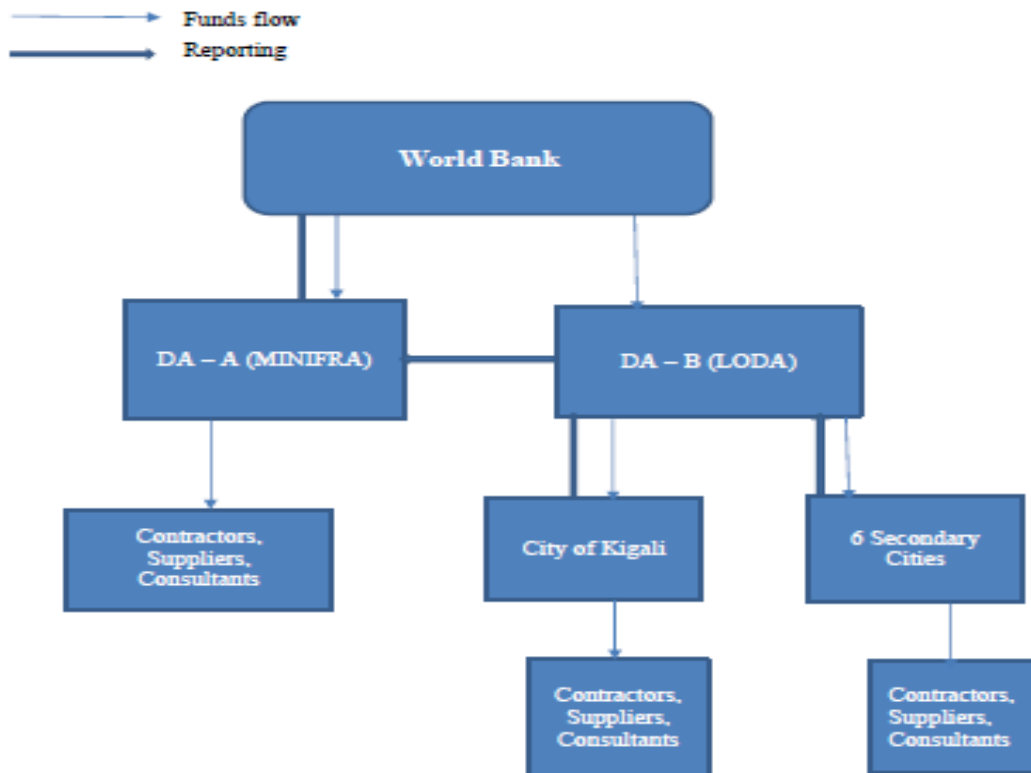 Funds flow
Reporting
World Bank
DA – A (MINIFRA)
DA – B (LODA)
Contractors,
Suppliers,
Consultants
City of Kigali
6 Secondary
Cities
Contractors,
Suppliers,
Consultants
Contractors,
Suppliers,
Consultants